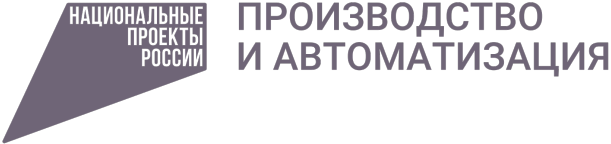 НАЦИОНАЛЬНЫЕ
ПРОЕКТЫ
РОССИИ
ПРОИЗВОДСТВО
И АВТОМАТИЗАЦИЯ